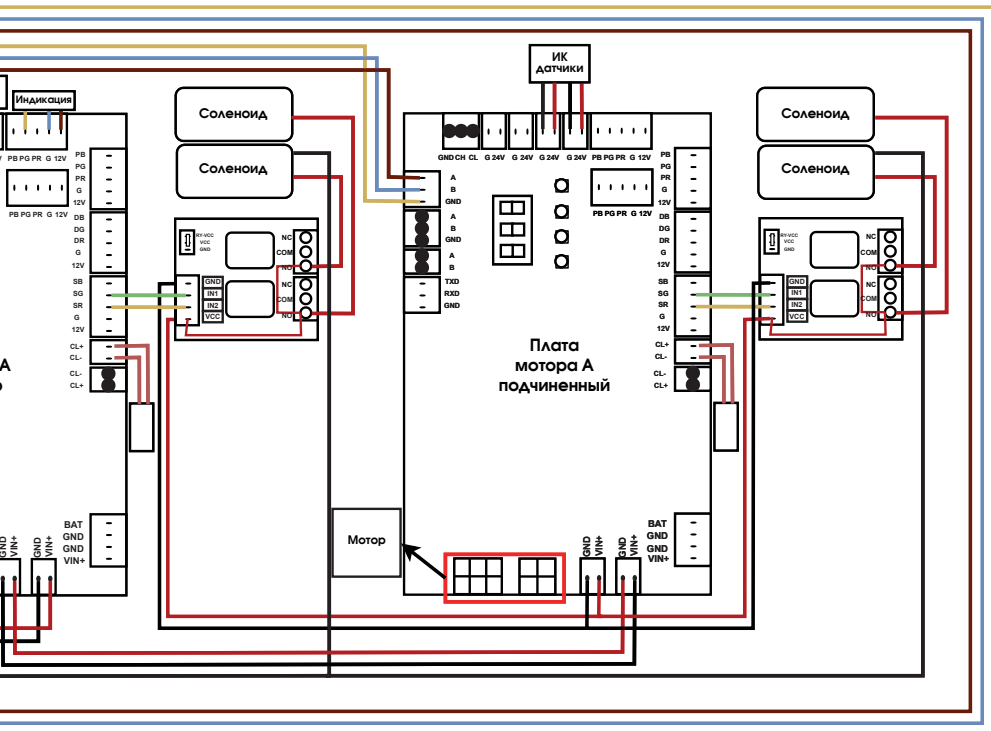 Индикация
V PB PG PR G 12V
PB PG PR G 12V
PB
PG
PR
G
12V
DB
DG
DR
G
12V
SB
SG
SR
G
12V
CL+
CL-
CL-
CL+
А
BAT
GND
GND
VIN+
GND
VIN+
GND
VIN+
Соленоид
Соленоид
RY-VCC
VCC
GND
NC
COM
NO
NC
COM
NO
GND
IN1
IN2
VCC
ИК
датчики
GND CH CL G 24V G 24V G 24V G 24V PB PG PR G 12V
PB PG PR G 12V
A
B
GND
A
B
GND
A
B
TXD
RXD
GND
PB
PG
PR
G
12V
DB
DG
DR
G
12V
SB
SG
SR
G
12V
CL+
CL-
CL-
CL+
Плата
мотора А
подчиненный
BAT
GND
GND
VIN+
Мотор
GND
VIN+
GND
VIN+
Соленоид
Соленоид
RY-VCC
VCC
GND
NC
COM
NO
NC
COM
NO
GND
IN1
IN2
VCC